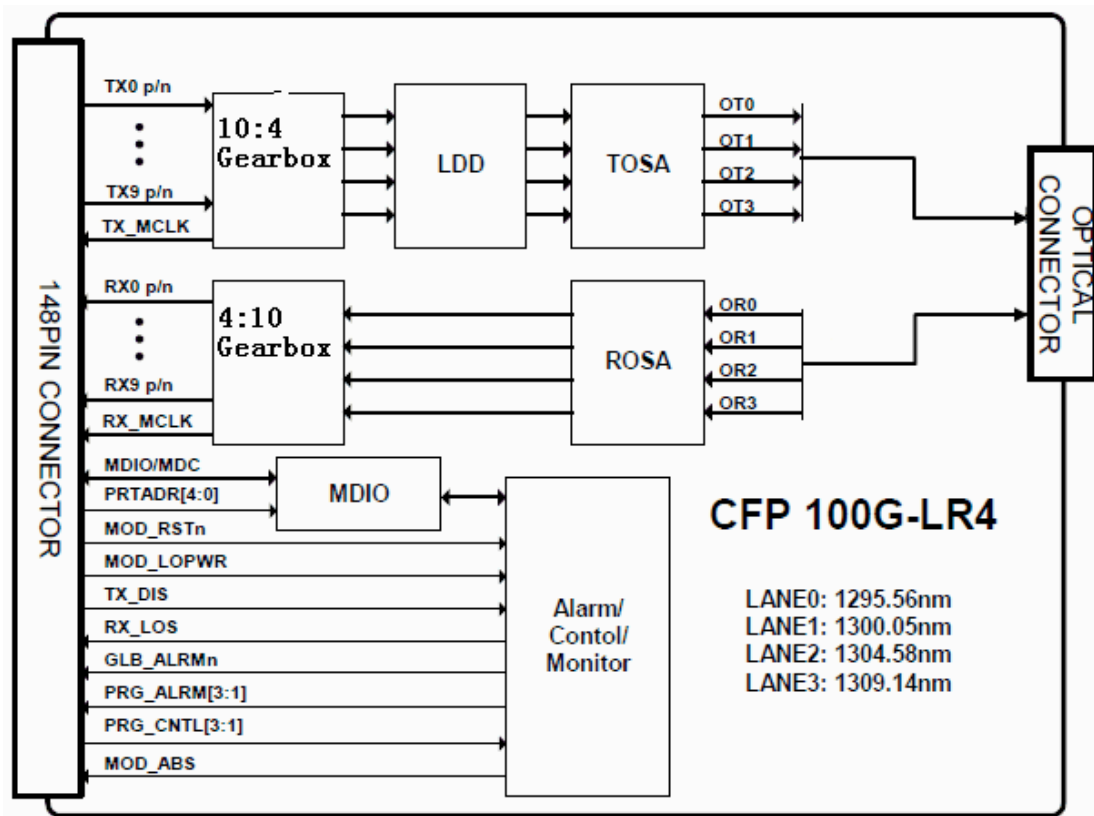 148PIN CONNECTOR
TX0 p/n
TX9 p/n
TX_MCLK
10:4
Gearbox
LDD
TOSA
OT0
OT1
OT2
OT3
OPTICAL
CONNECTOR
RX0 p/n
RX9 p/n
RX_MCLK
4:10
Gearbox
ROSA
OR0
OR1
OR2
OR3
MDIO/MDC
PRTADR[4:0]
MOD_RSTn
MOD_LOPWR
TX_DIS
RX_LOS
GLB_ALRMn
PRG_ALRM[3:1]
PRG_CNTL[3:1]
MOD_ABS
MDIO
Alarm/
Contol/
Monitor
CFP 100G-LR4
LANE0: 1295.56nm
LANE1: 1300.05nm
LANE2: 1304.58nm
LANE3: 1309.14nm